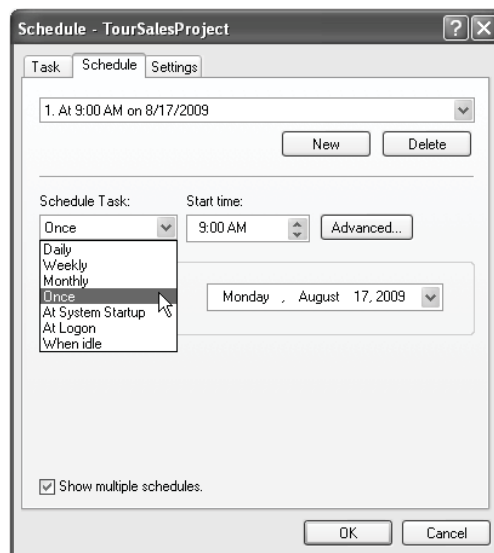 Schedule - TourSalesProject
Task Schedule Settings
1. At 9:00 AM on 8/17/2009
New Delete
Schedule Task: Start time:
Once 9:00 AM Advanced...
Daily
Weekly
Monthly
Once Monday , August 17, 2009
At System Startup
At Logon
When idle
Show multiple schedules.
OK Cancel